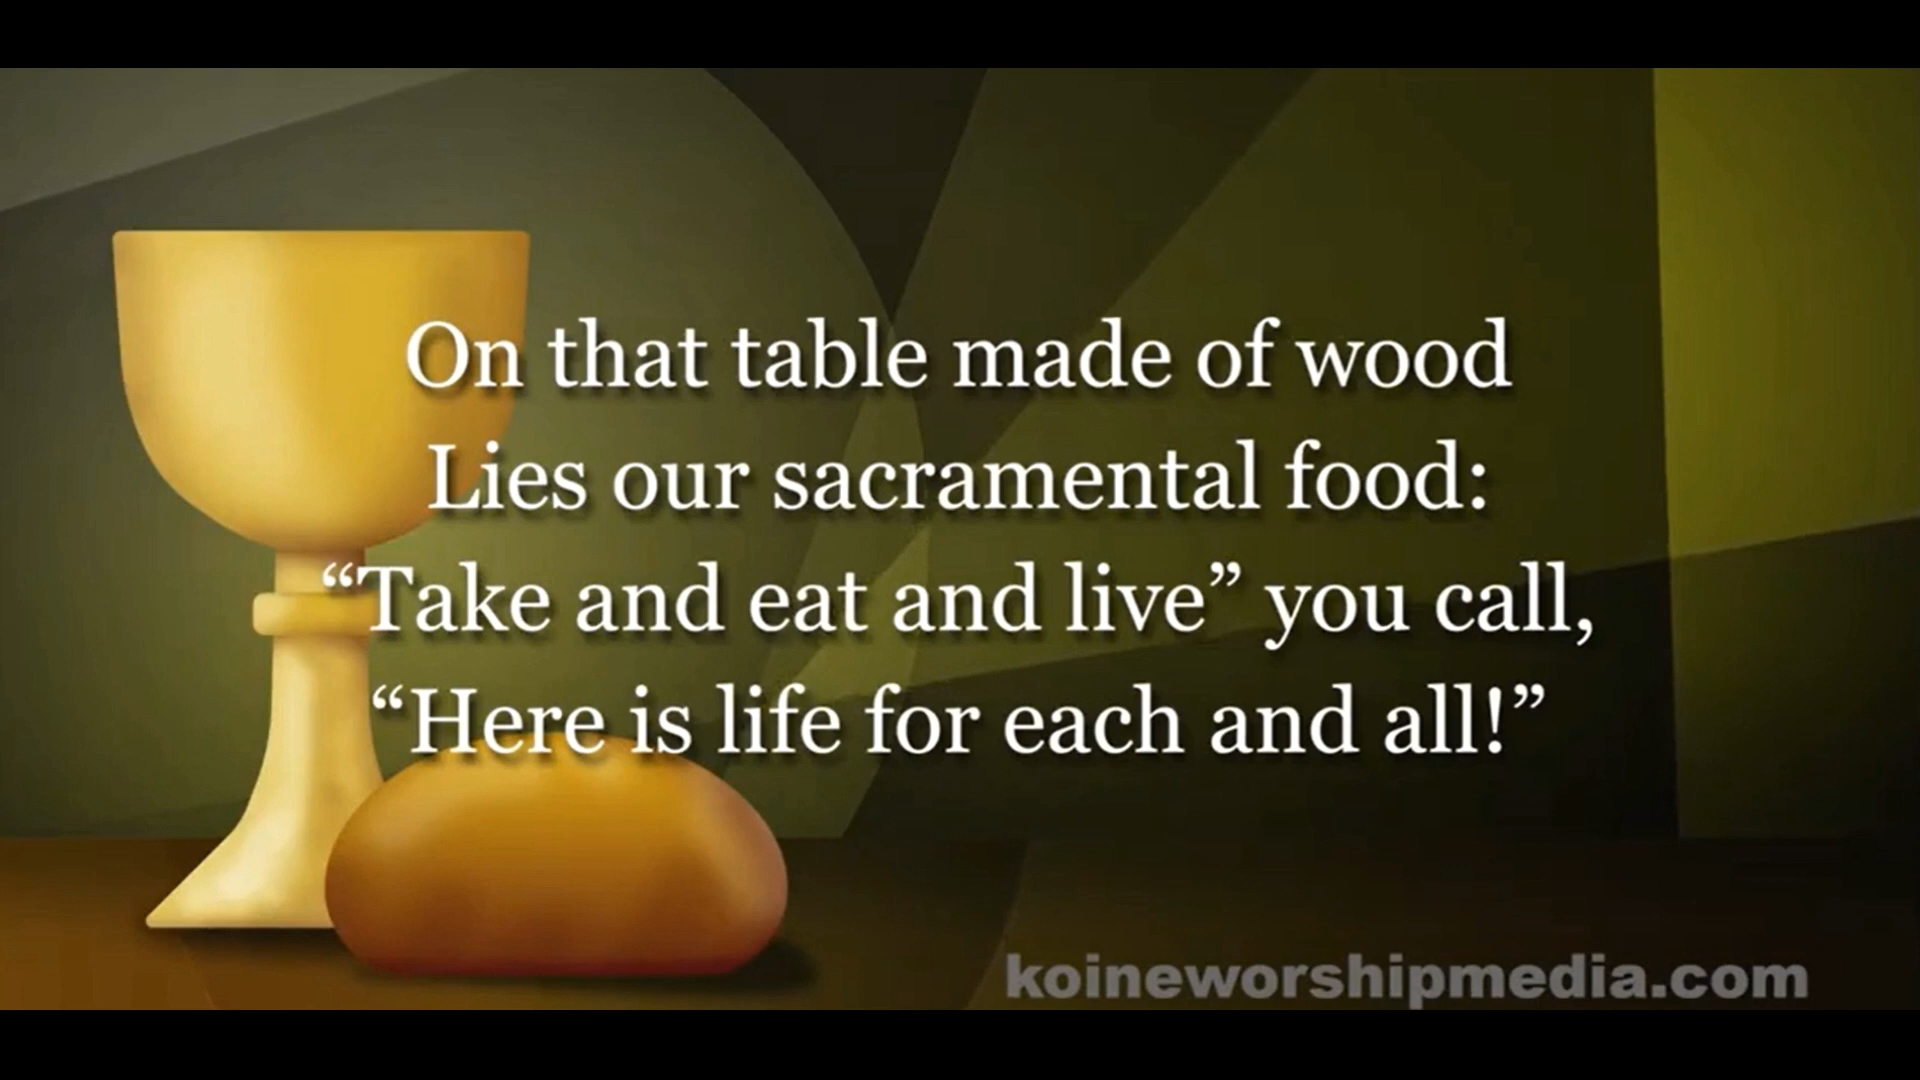 On that table made of wood
Lies our sacramental food:
“Take and eat and live” you call,
“Here is life for each and all!”
koineworshipmedia.com